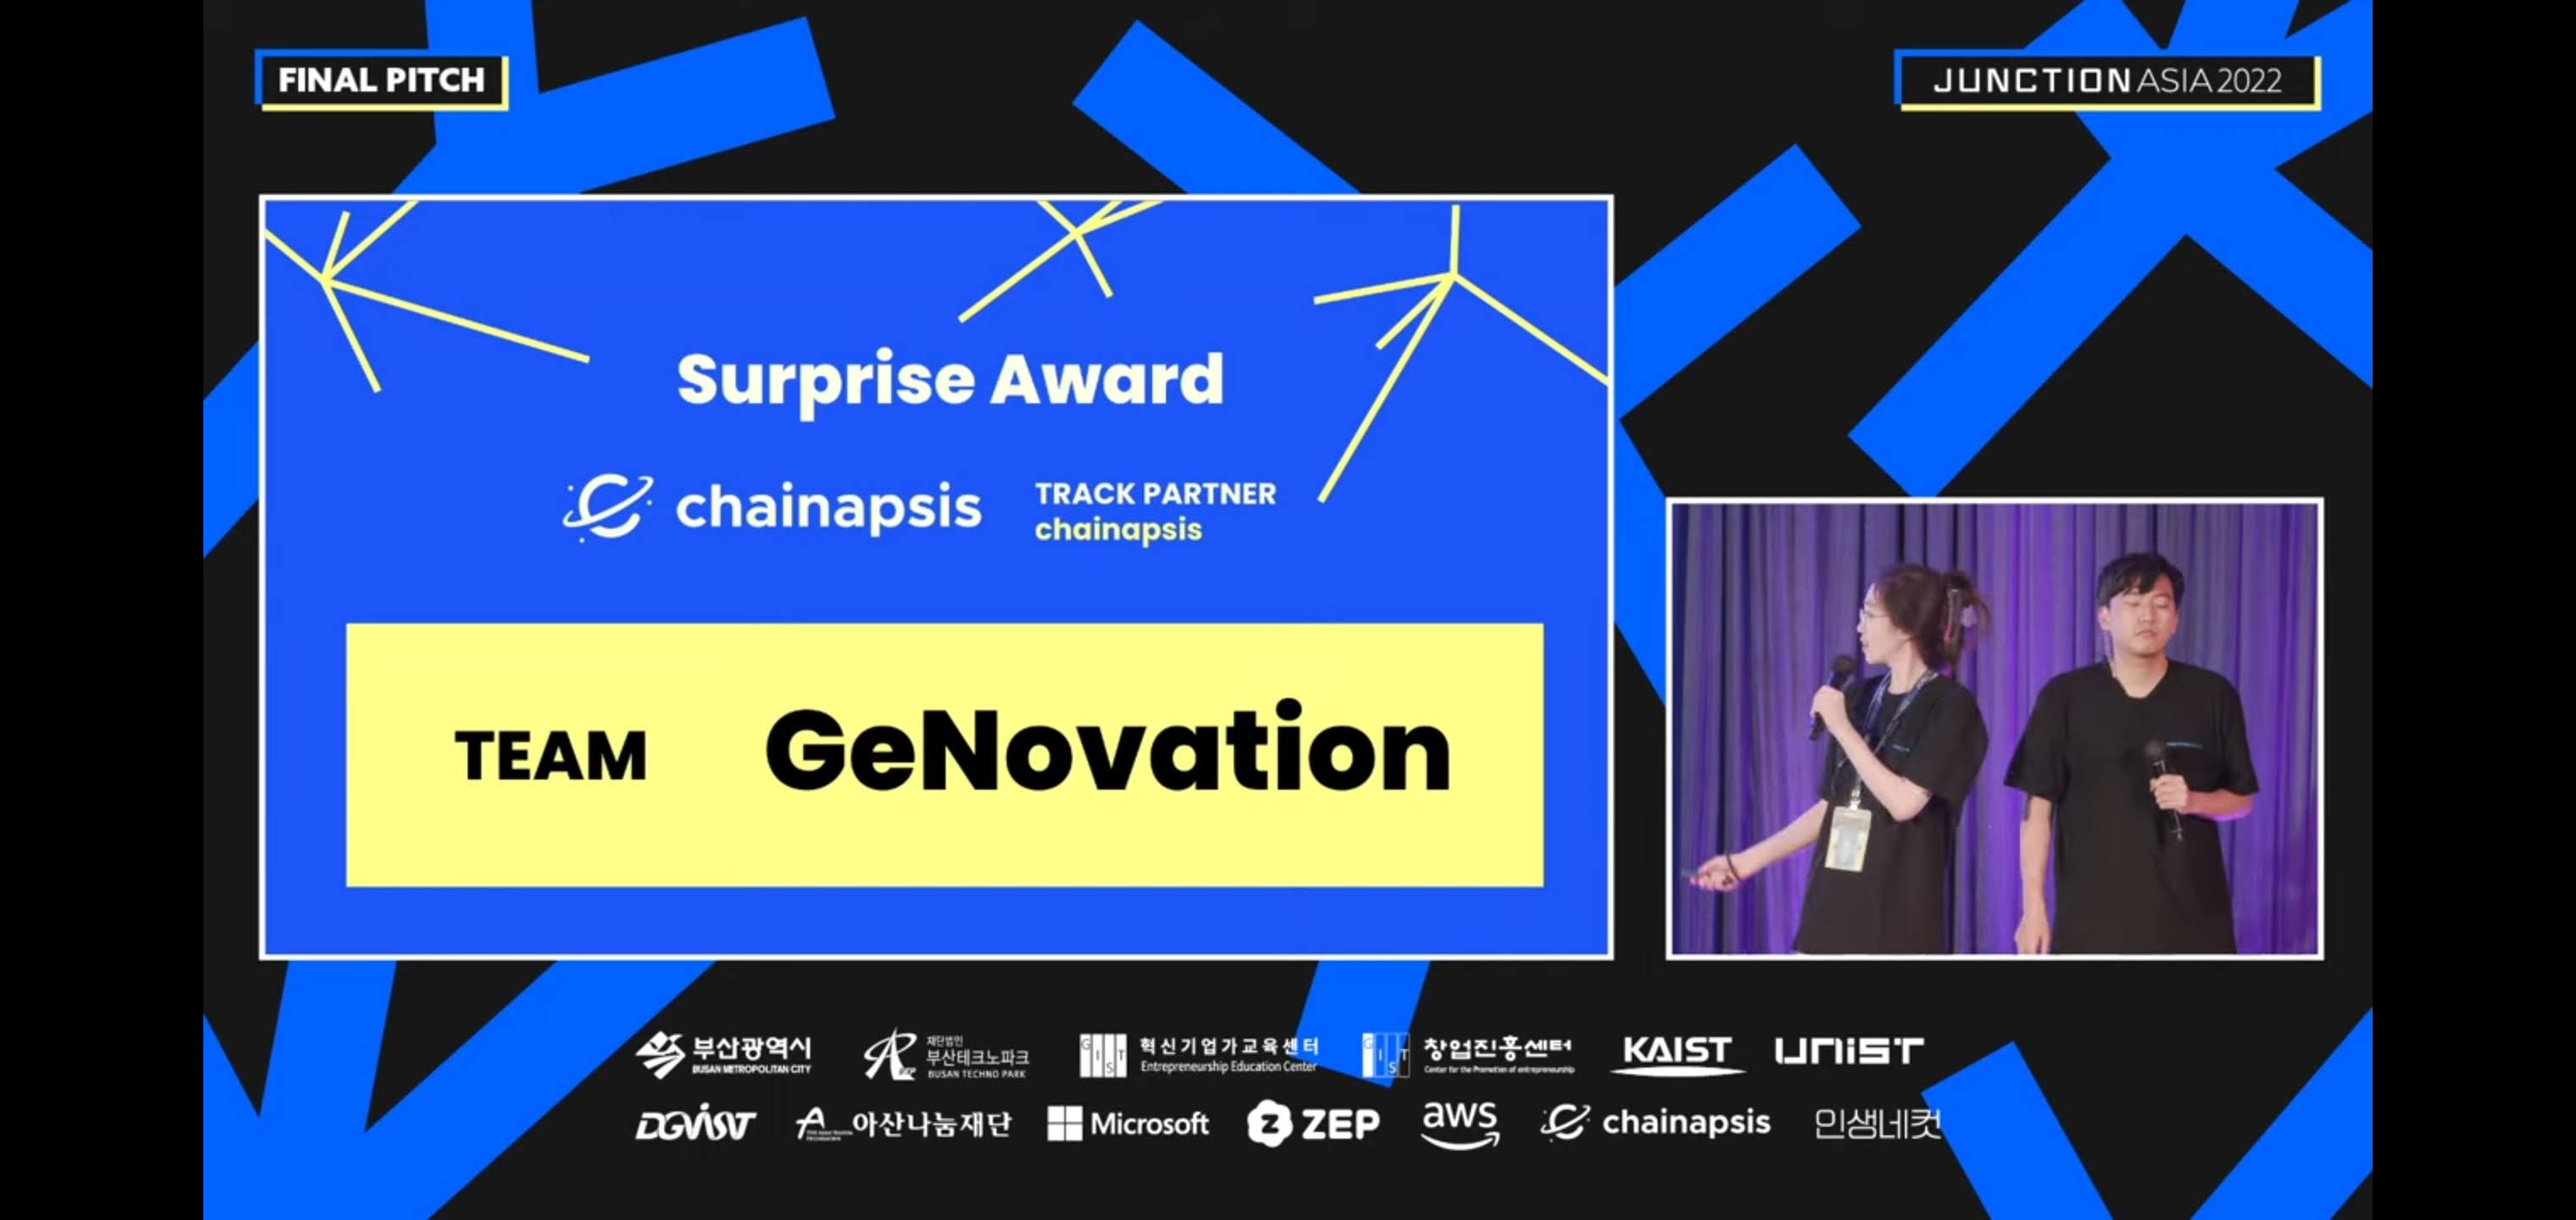 FINAL PITCH
JUNCTION ASIA 2022
Surprise Award
chainapsis
TRACK PARTNER
chainapsis
TEAM GeNovation
부산광역시
BUSAN METROPOLITAN CITY
재단법인
부산테크노파크
BUSAN TECHNO PARK
GIST
혁신기업가교육센터
Entrepreneurship Education Center
GIST
창업진흥센터
Center for the Promotion of entrepreneurship
KAIST
UNIST
DGIST
아산나눔재단
Microsoft
ZEP
aws
chainapsis
인생네컷